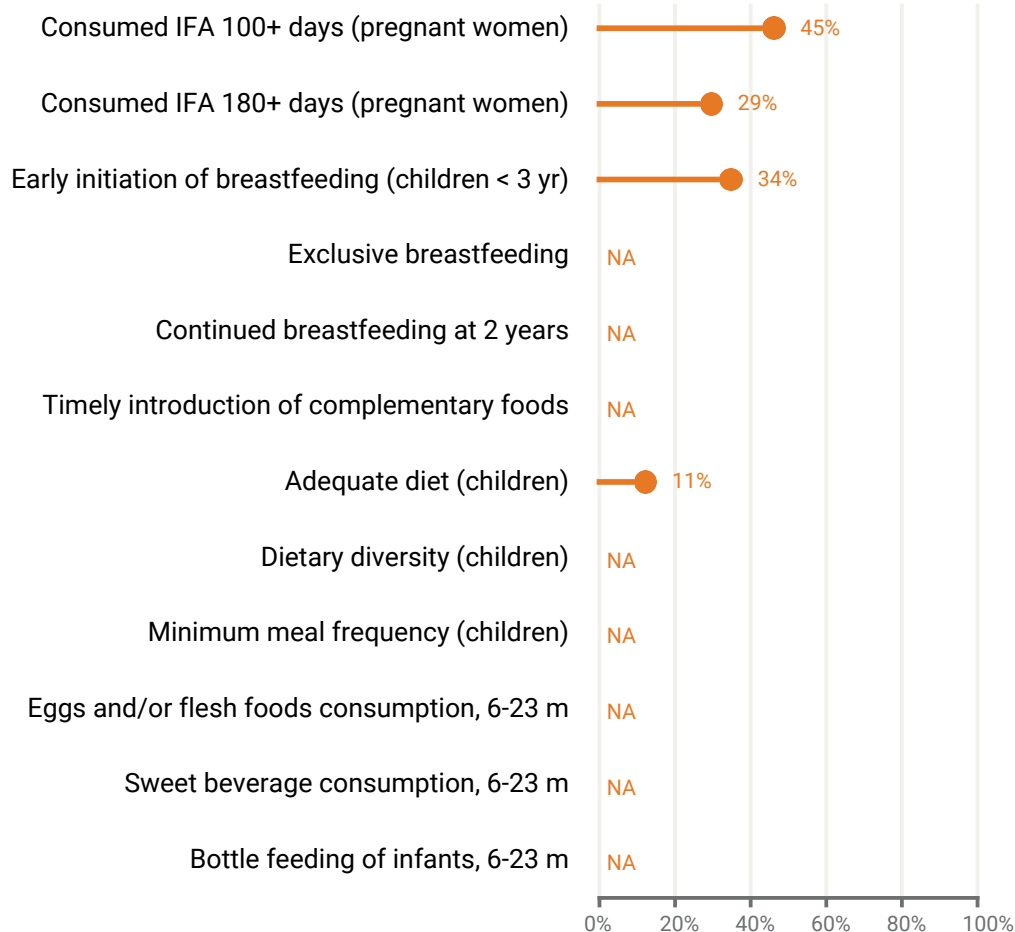 Consumed IFA 100+ days (pregnant women) 45%
Consumed IFA 180+ days (pregnant women) 29%
Early initiation of breastfeeding (children < 3 yr) 34%
Exclusive breastfeeding NA
Continued breastfeeding at 2 years NA
Timely introduction of complementary foods NA
Adequate diet (children) 11%
Dietary diversity (children) NA
Minimum meal frequency (children) NA
Eggs and/or flesh foods consumption, 6-23 m NA
Sweet beverage consumption, 6-23 m NA
Bottle feeding of infants, 6-23 m NA
0% 20% 40% 60% 80% 100%